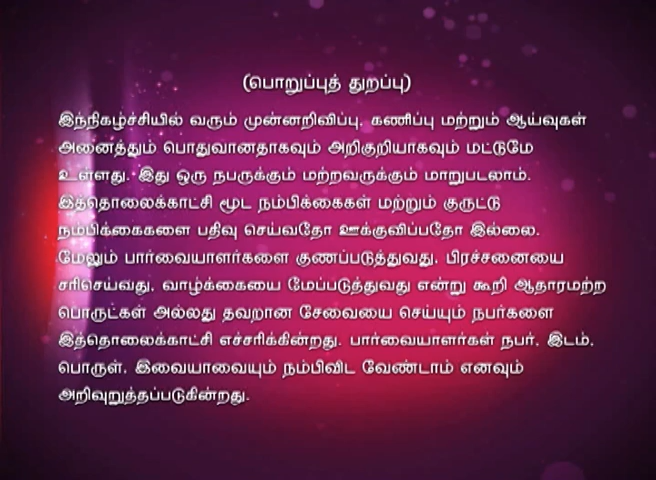 (பொறுப்புத் துறப்பு)
இந்நிகழ்ச்சியில் வரும் முன்னறிவிப்பு, கணிப்பு மற்றும் ஆய்வுகள்
அனைத்தும் பொதுவானதாகவும் அறிகுறியாகவும் மட்டுமே
உள்ளது. இது ஒரு நபருக்கும் மற்றவருக்கும் மாறுபடலாம்.
இத்தொலைக்காட்சி மூட நம்பிக்கைகள் மற்றும் குருட்டு
நம்பிக்கைகளை பதிவு செய்வதோ ஊக்குவிப்பதோ இல்லை.
மேலும் பார்வையாளர்களை குணப்படுத்துவது, பிரச்சனையை
சரிசெய்வது, வாழ்க்கையை மேப்படுத்துவது என்று கூறி ஆதாரமற்ற
பொருட்கள் அல்லது தவறான சேவையை செய்யும் நபர்களை
இத்தொலைக்காட்சி எச்சரிக்கின்றது. பார்வையாளர்கள் நபர், இடம்,
பொருள், இவையாவையும் நம்பிவிட வேண்டாம் எனவும்
அறிவுறுத்தப்படுகின்றது.